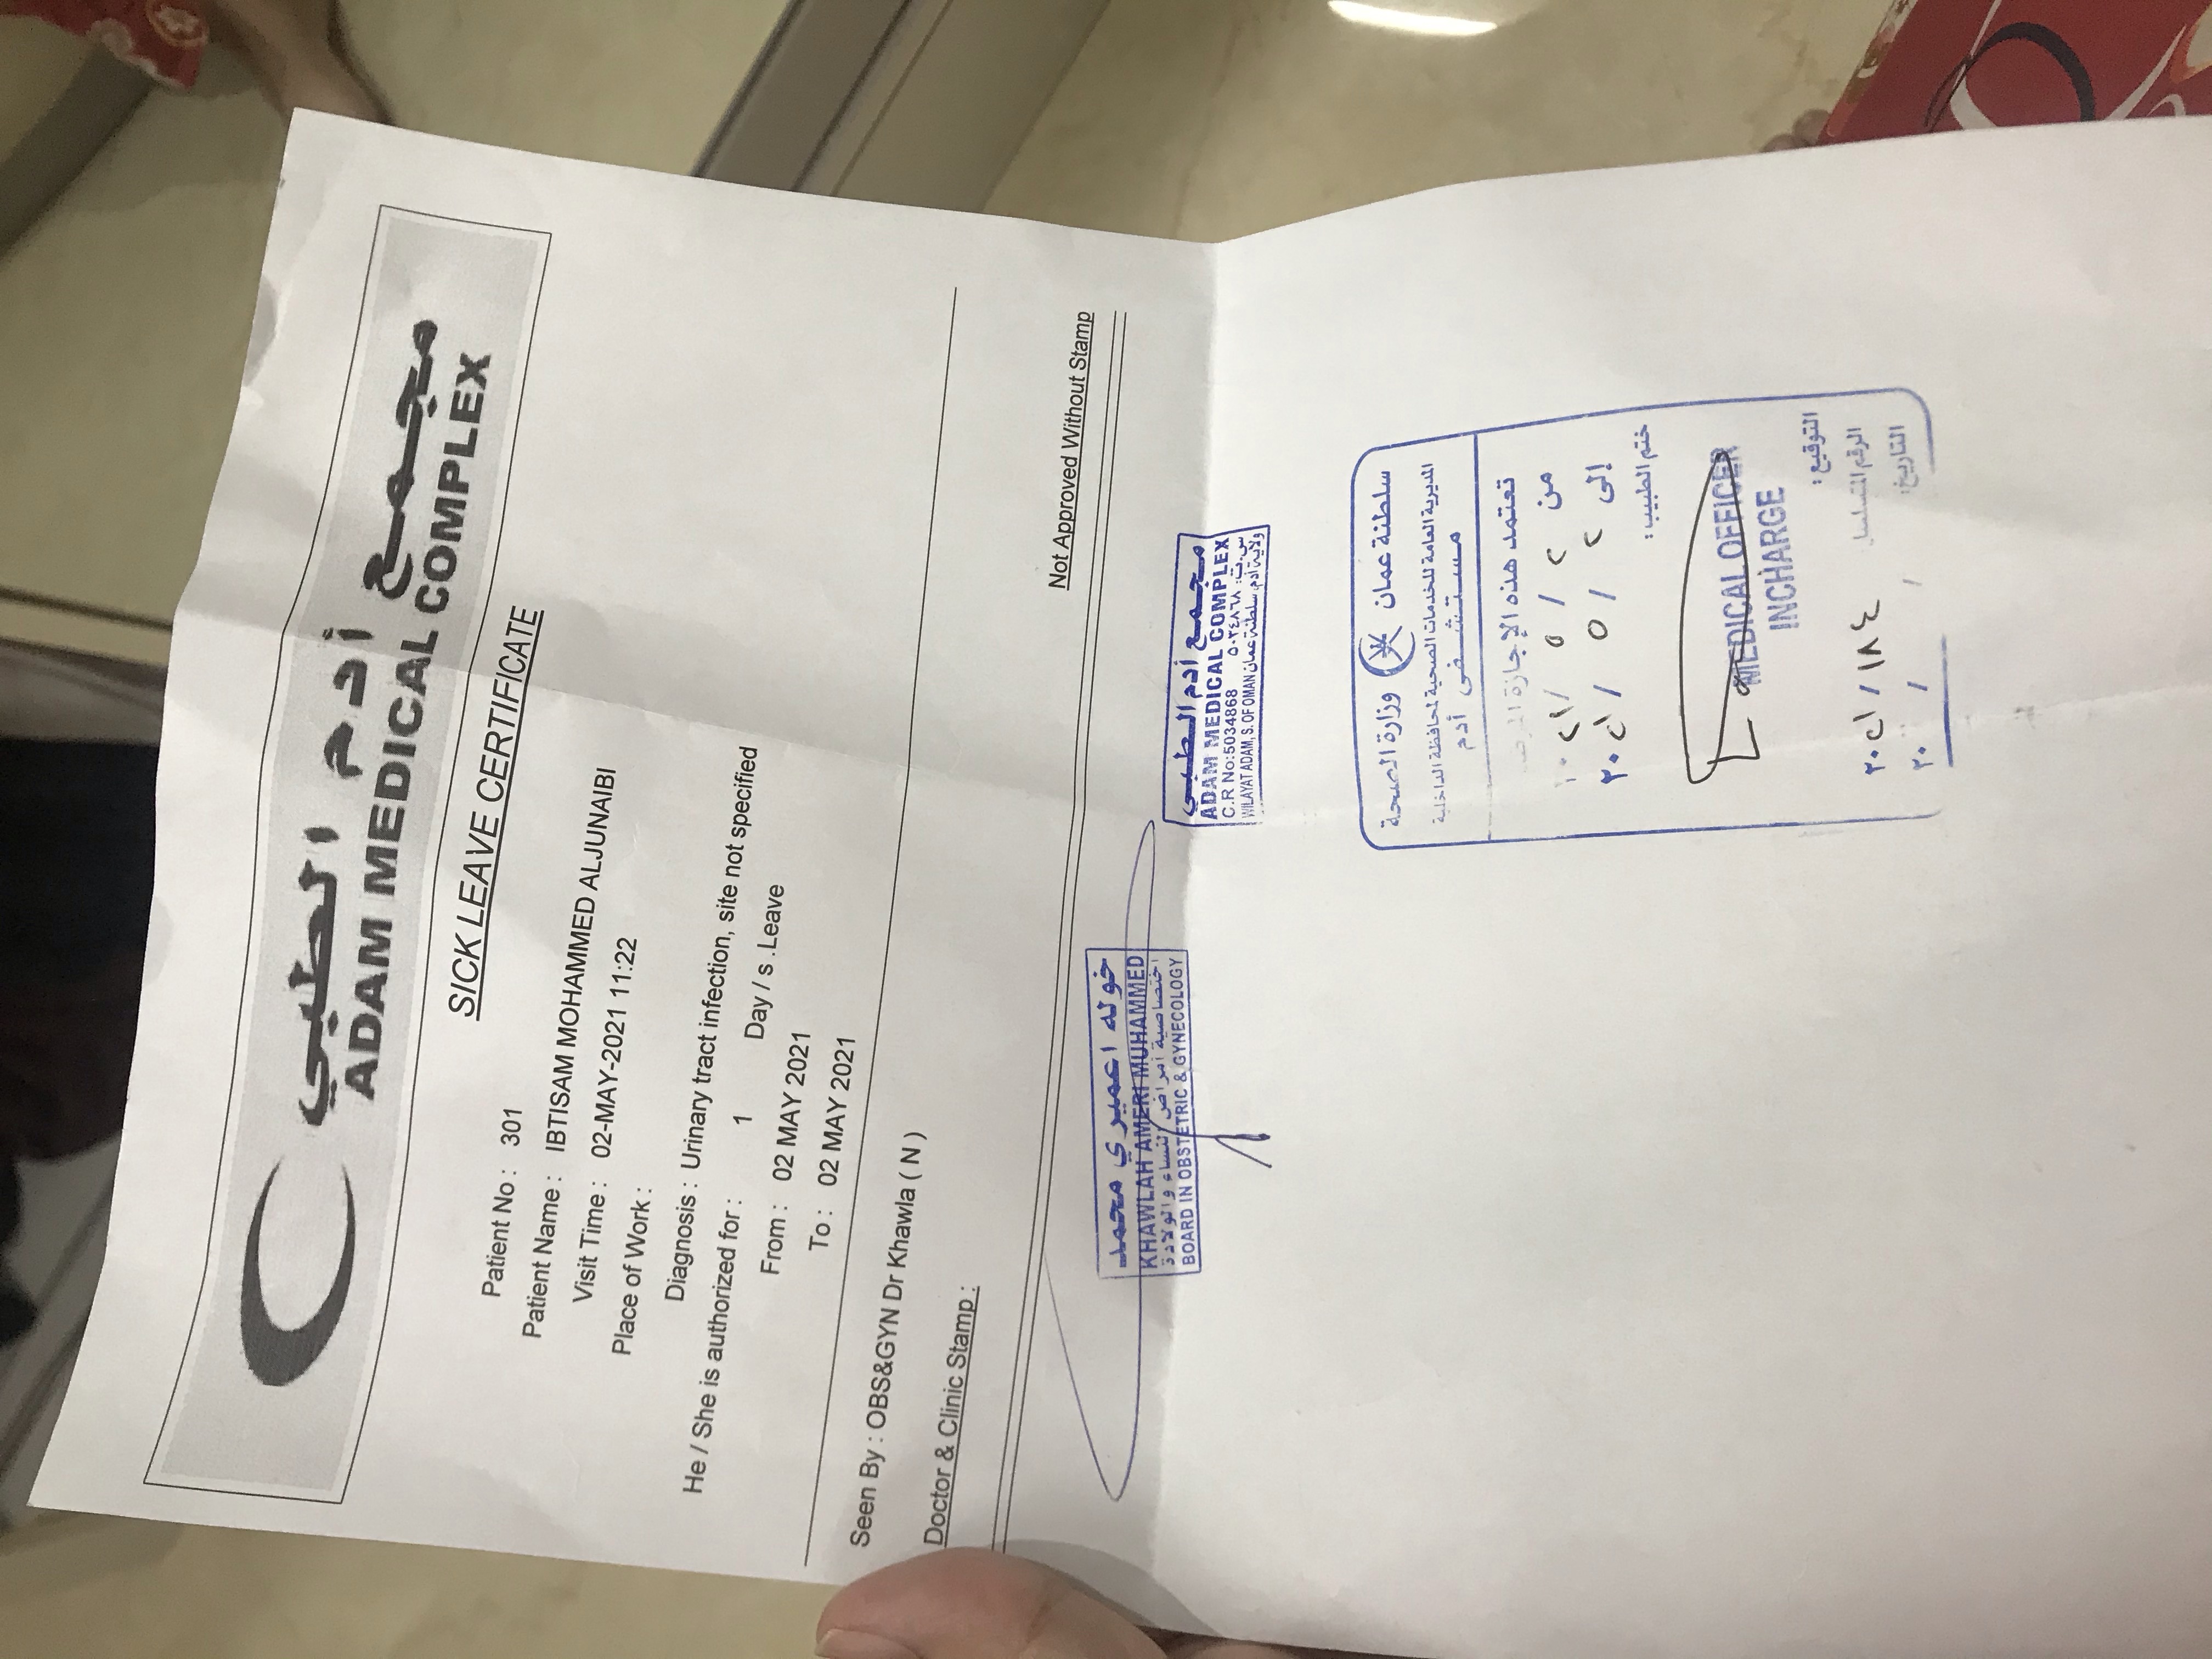 مجمع أدم الطبي
ADAM MEDICAL COMPLEX
SICK LEAVE CERTIFICATE
Patient No : 301
Patient Name : IBTISAM MOHAMMED ALJUNAIBI
Visit Time : 02-MAY-2021 11:22
Place of Work :
Diagnosis : Urinary tract infection, site not specified
He / She is authorized for : 1 Day / s .Leave
From : 02 MAY 2021
To : 02 MAY 2021
Seen By : OBS&GYN Dr Khawla ( N )
Doctor & Clinic Stamp :
Not Approved Without Stamp
خوله اعميري محمد
KHAWLAH AMERI MUHAMMED
اختصاصية أمراض النساء والولادة
BOARD IN OBSTETRIC & GYNECOLOGY
مجمع أدم الطبي
ADAM MEDICAL COMPLEX
C.R No:5034868 س.ت: ٥٠٣٤٨٦٨
WILAYAT ADAM, S. OF OMAN ولاية أدم، سلطنة عمان
سلطنة عمان وزارة الصحة
المديرية العامة للخدمات الصحية لمحافظة الداخلية
مستشفى أدم
تعتمد هذه الإجازة
من ٢ / ٥ / ٢٠٢١
إلى ٢ / ٥ / ٢٠٢١
ختم الطبيب:
MEDICAL OFFICER
INCHARGE
التوقيع:
الرقم المتسلسل ١٨٤ / ٢٠٢١
التاريخ: / / ٢٠